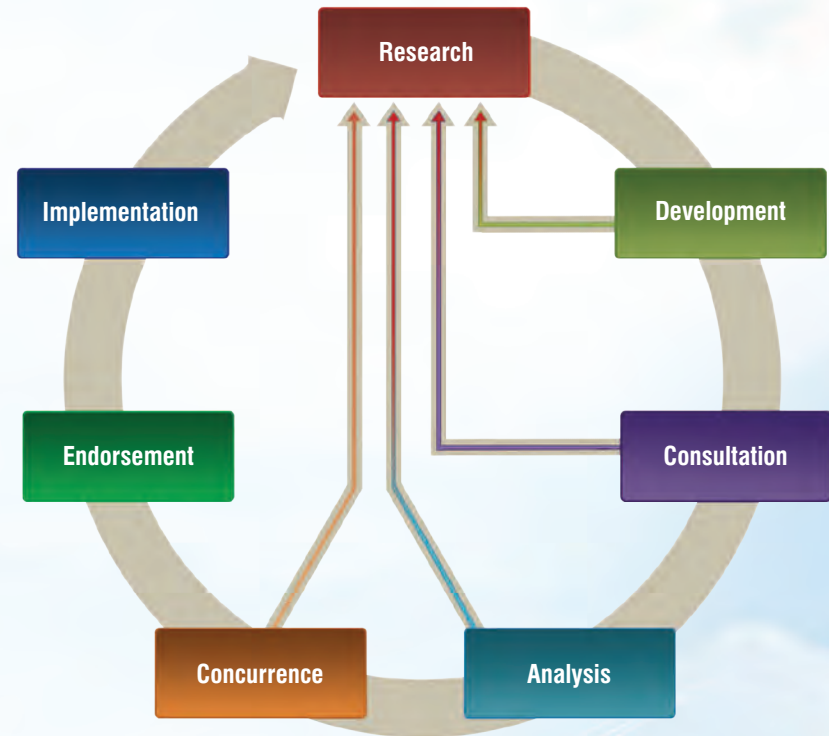 Research
Development
Consultation
Analysis
Concurrence
Endorsement
Implementation